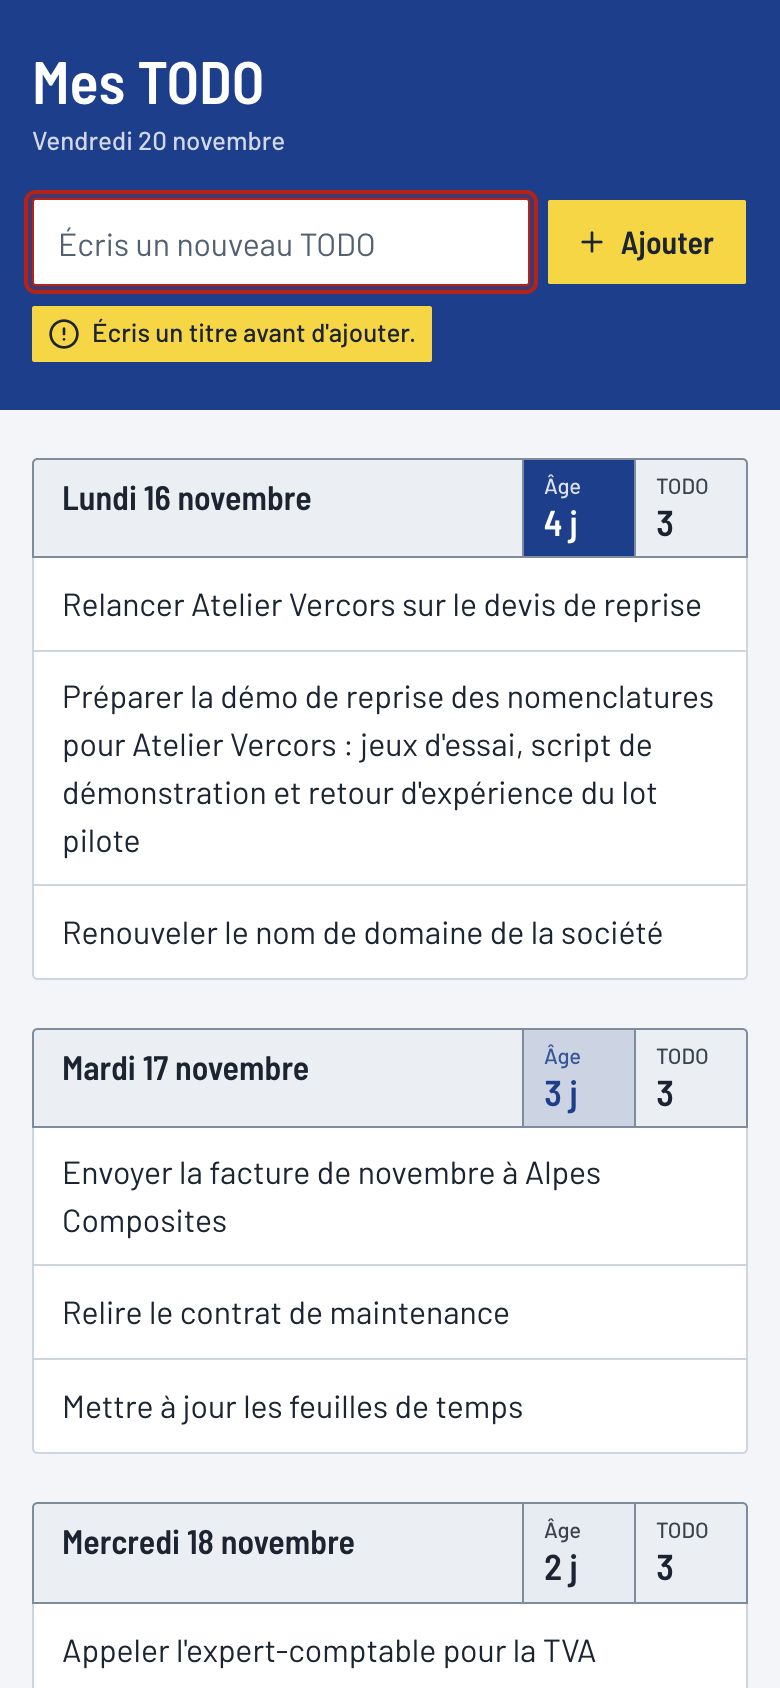 Mes TODO
Vendredi 20 novembre
Écris un nouveau TODO
+ Ajouter
Écris un titre avant d'ajouter.
Lundi 16 novembre
Âge
4 j
TODO
3
Relancer Atelier Vercors sur le devis de reprise
Préparer la démo de reprise des nomenclatures
pour Atelier Vercors : jeux d'essai, script de
démonstration et retour d'expérience du lot
pilote
Renouveler le nom de domaine de la société
Mardi 17 novembre
Âge
3 j
TODO
3
Envoyer la facture de novembre à Alpes
Composites
Relire le contrat de maintenance
Mettre à jour les feuilles de temps
Mercredi 18 novembre
Âge
2 j
TODO
3
Appeler l'expert-comptable pour la TVA